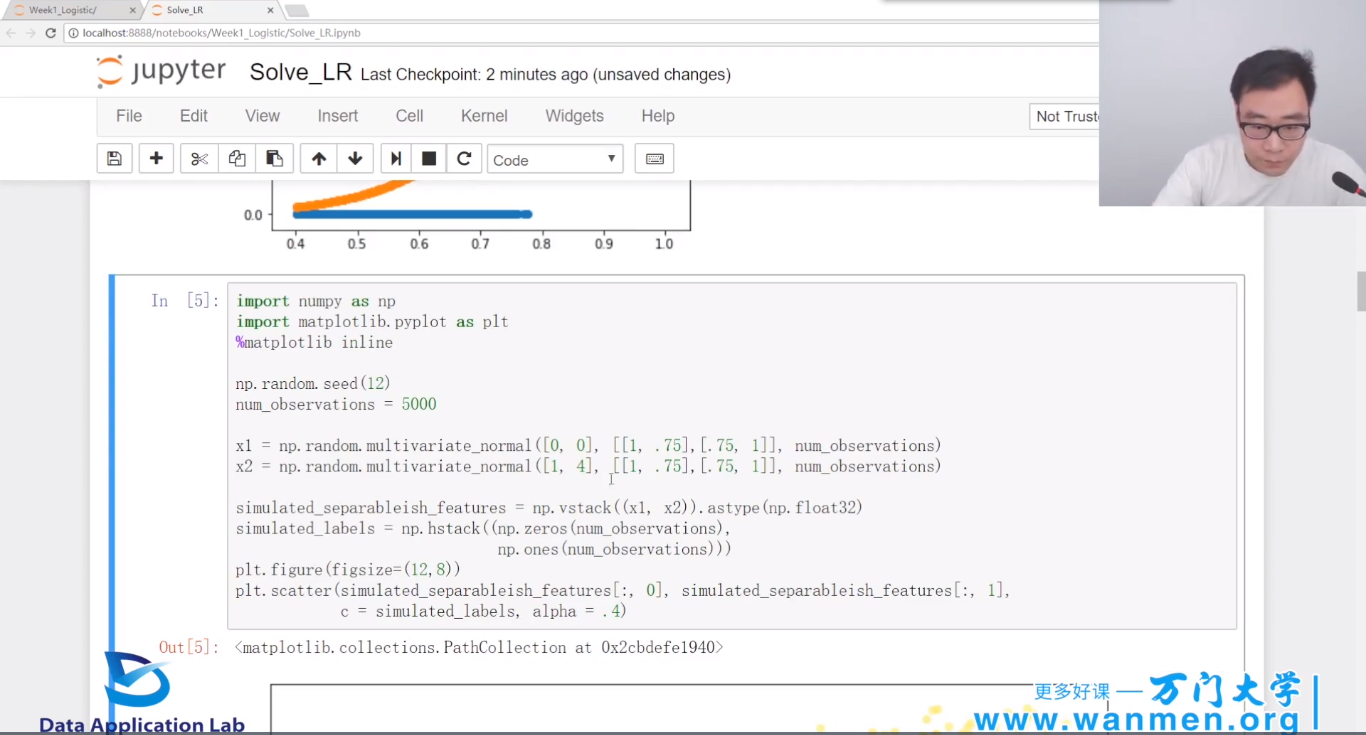 Week1_Logistic/
Solve_LR
localhost:8888/notebooks/Week1_Logistic/Solve_LR.ipynb
jupyter Solve_LR Last Checkpoint: 2 minutes ago (unsaved changes)
File Edit View Insert Cell Kernel Widgets Help
Not Trust
Code
0.0
0.4 0.5 0.6 0.7 0.8 0.9 1.0
In [5]:
import numpy as np
import matplotlib.pyplot as plt
%matplotlib inline
np.random.seed(12)
num_observations = 5000
x1 = np.random.multivariate_normal([0, 0], [[1, .75],[.75, 1]], num_observations)
x2 = np.random.multivariate_normal([1, 4], [[1, .75],[.75, 1]], num_observations)
simulated_separableish_features = np.vstack((x1, x2)).astype(np.float32)
simulated_labels = np.hstack((np.zeros(num_observations),
np.ones(num_observations)))
plt.figure(figsize=(12,8))
plt.scatter(simulated_separableish_features[:, 0], simulated_separableish_features[:, 1],
c = simulated_labels, alpha = .4)
Out[5]: <matplotlib.collections.PathCollection at 0x2cbdefe1940>
Data Application Lab
更多好课 — 万门大学
www.wanmen.org